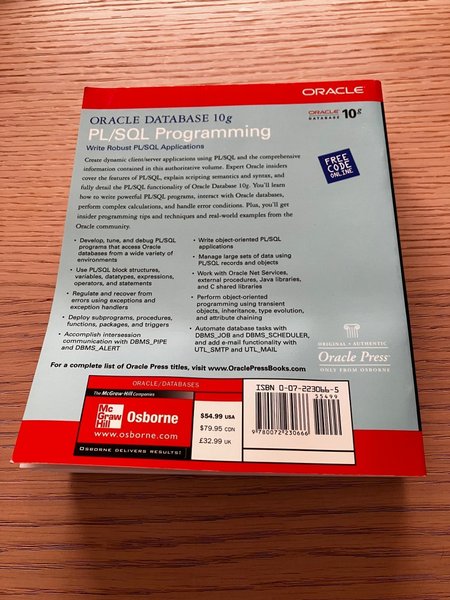 ORACLE
ORACLE DATABASE 10g
PL/SQL Programming
Write Robust PL/SQL Applications
ORACLE
DATABASE 10g
FREE
CODE
ONLINE
Create dynamic client/server applications using PL/SQL and the comprehensive
information contained in this authoritative volume. Expert Oracle insiders
cover the features of PL/SQL, explain scripting semantics and syntax, and
fully detail the PL/SQL functionality of Oracle Database 10g. You'll learn
how to write powerful PL/SQL programs, interact with Oracle databases,
perform complex calculations, and handle error conditions. Plus, you'll get
insider programming tips and techniques and real-world examples from the
Oracle community.
• Develop, tune, and debug PL/SQL
programs that access Oracle
databases from a wide variety of
environments
• Use PL/SQL block structures,
variables, datatypes, expressions,
operators, and statements
• Regulate and recover from
errors using exceptions and
exception handlers
• Deploy subprograms, procedures,
functions, packages, and triggers
• Accomplish intersession
communication with DBMS_PIPE
and DBMS_ALERT
• Write object-oriented PL/SQL
applications
• Manage large sets of data using
PL/SQL records and objects
• Work with Oracle Net Services,
external procedures, Java libraries,
and C shared libraries
• Perform object-oriented
programming using transient
objects, inheritance, type evolution,
and attribute chaining
• Automate database tasks with
DBMS_JOB and DBMS_SCHEDULER,
and add e-mail functionality with
UTL_SMTP and UTL_MAIL
ORIGINAL • AUTHENTIC
Oracle Press
ONLY FROM OSBORNE
For a complete list of Oracle Press titles, visit www.OraclePressBooks.com
ORACLE/DATABASES
The McGraw-Hill Companies
Mc
Graw
Hill
Osborne
www.osborne.com
OSBORNE DELIVERS RESULTS!
$54.99 USA
$79.95 CDN
£32.99 UK
ISBN 0-07-223066-5
55499
9 780072 230666